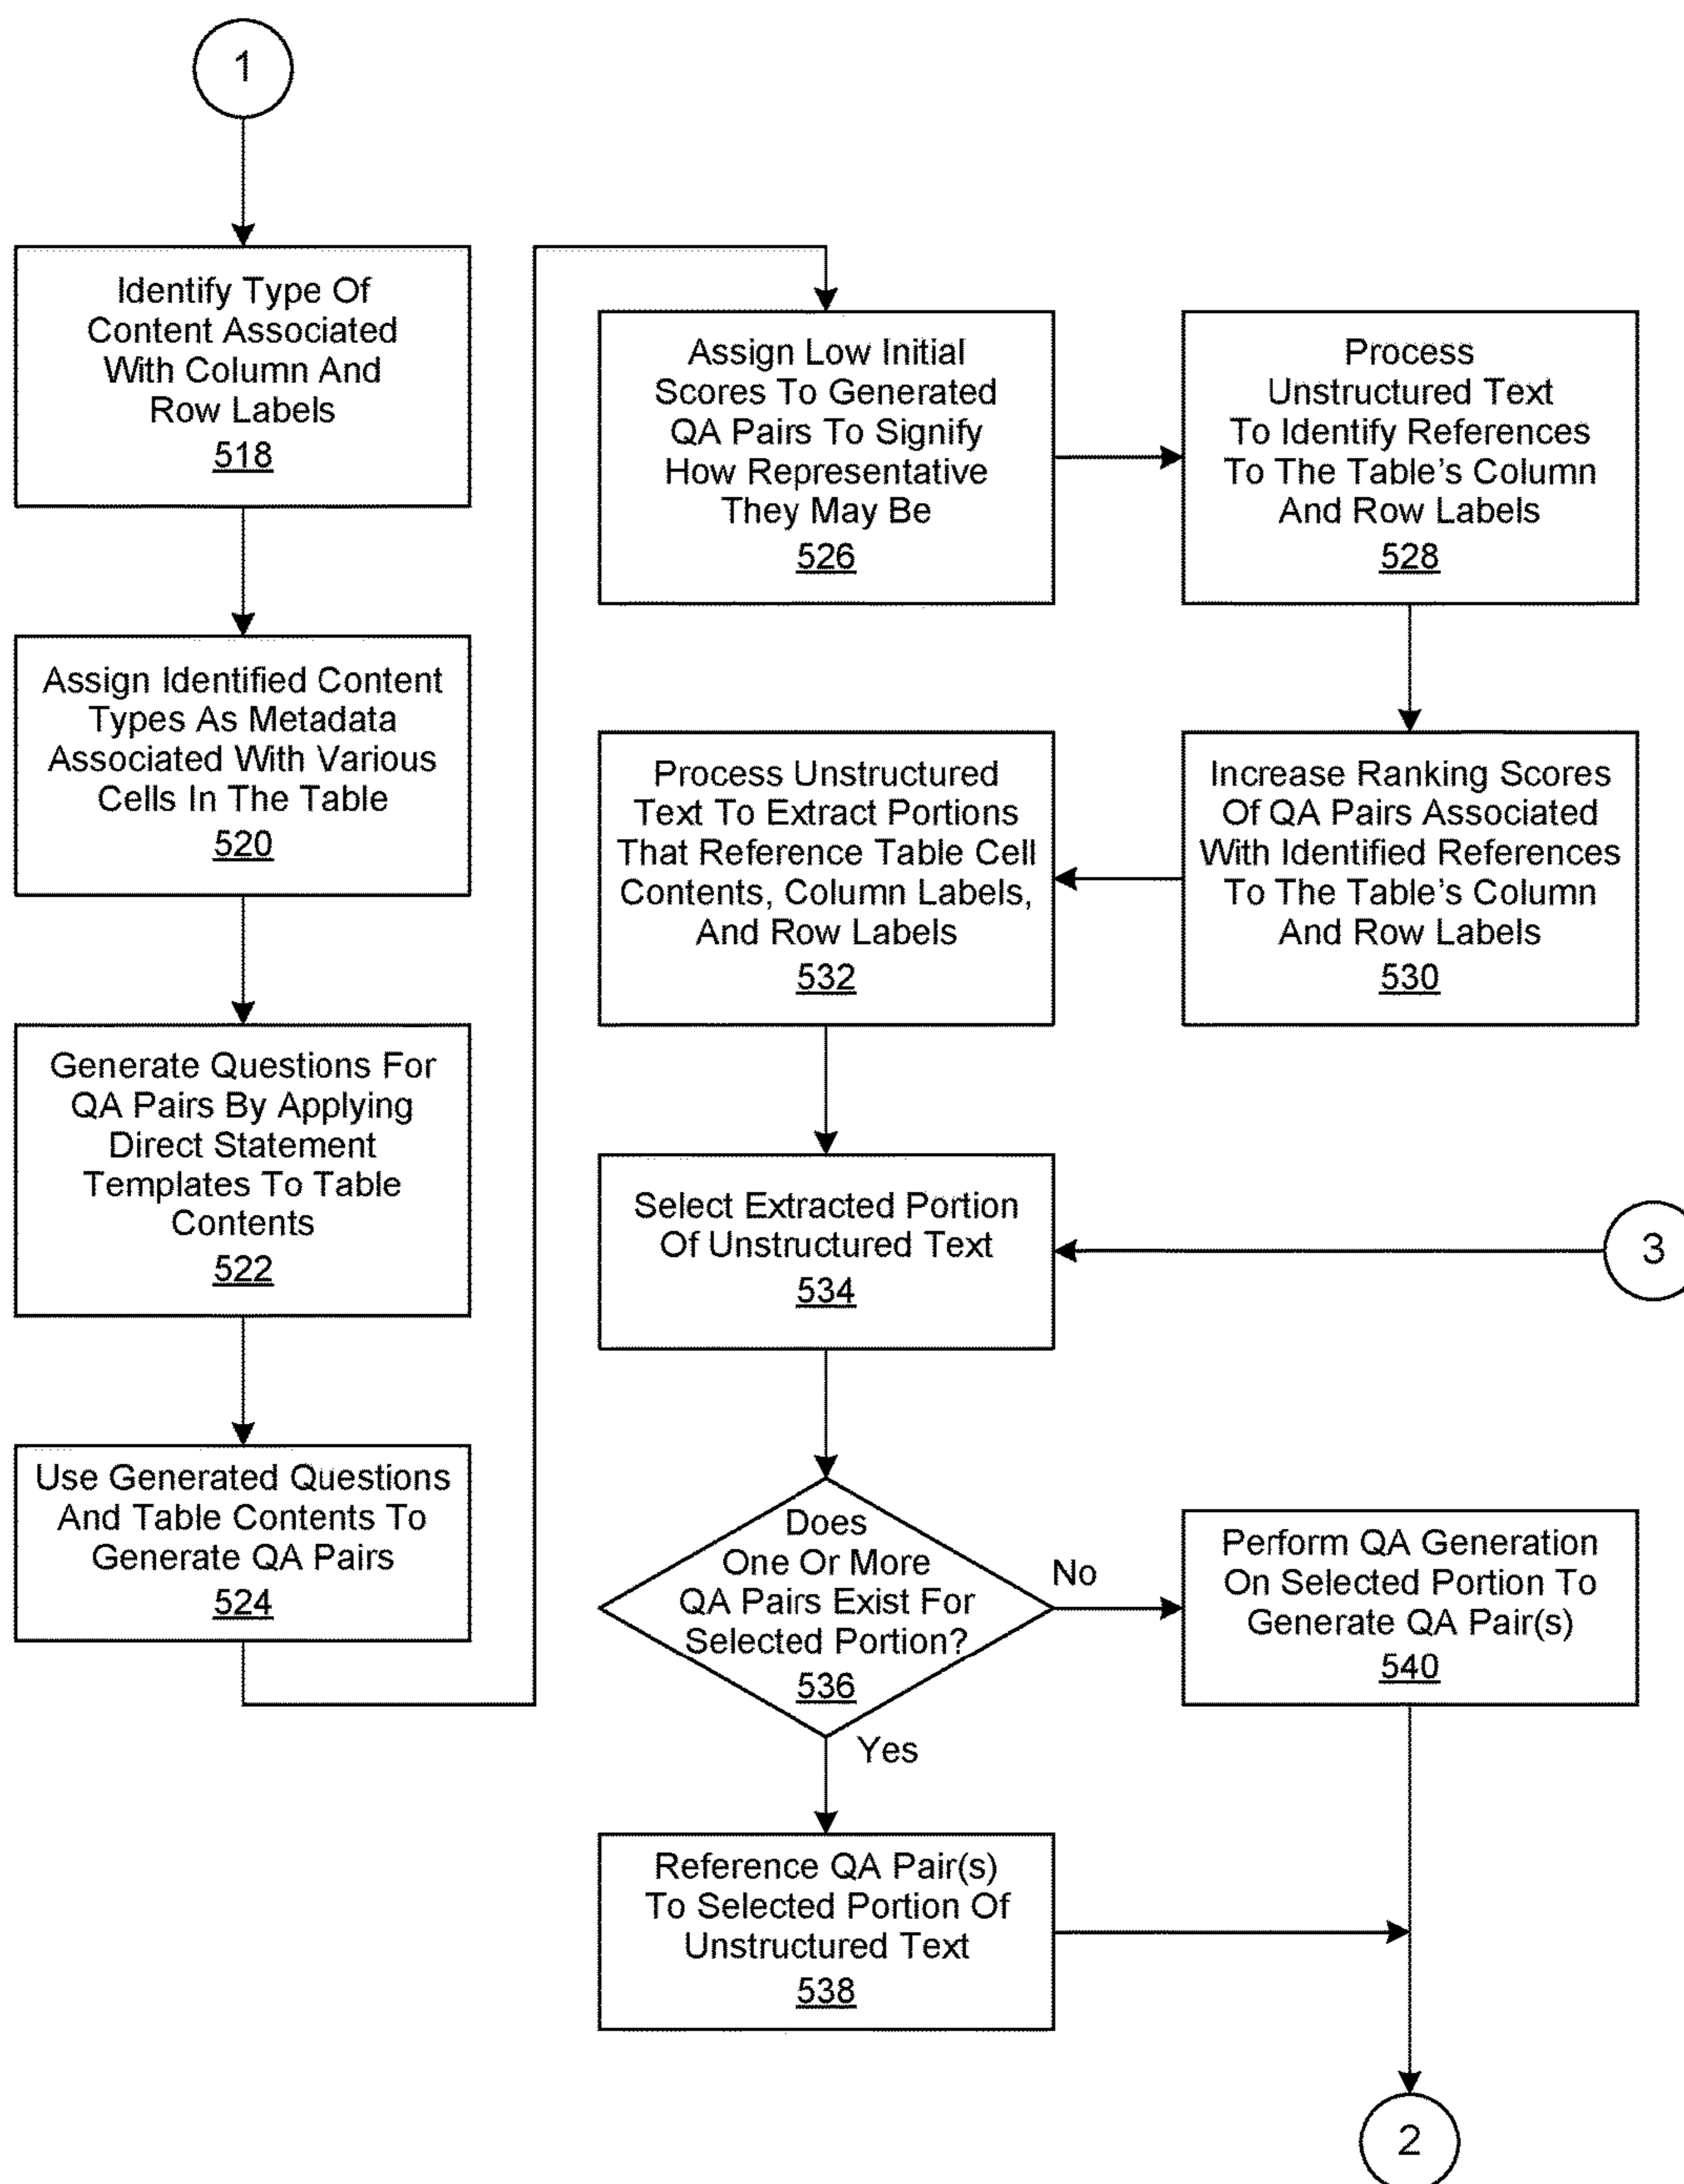 1
Identify Type Of
Content Associated
With Column And
Row Labels
518
Assign Identified Content
Types As Metadata
Associated With Various
Cells In The Table
520
Generate Questions For
QA Pairs By Applying
Direct Statement
Templates To Table
Contents
522
Use Generated Questions
And Table Contents To
Generate QA Pairs
524
Assign Low Initial
Scores To Generated
QA Pairs To Signify
How Representative
They May Be
526
Process
Unstructured Text
To Identify References
To The Table's Column
And Row Labels
528
Increase Ranking Scores
Of QA Pairs Associated
With Identified References
To The Table's Column
And Row Labels
530
Process Unstructured
Text To Extract Portions
That Reference Table Cell
Contents, Column Labels,
And Row Labels
532
Select Extracted Portion
Of Unstructured Text
534
3
Does
One Or More
QA Pairs Exist For
Selected Portion?
536
No
Perform QA Generation
On Selected Portion To
Generate QA Pair(s)
540
Yes
Reference QA Pair(s)
To Selected Portion Of
Unstructured Text
538
2